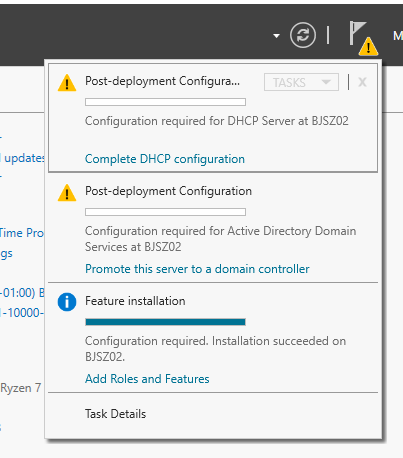 M
Post-deployment Configura...
TASKS
x
Configuration required for DHCP Server at BJSZ02
Complete DHCP configuration
Post-deployment Configuration
Configuration required for Active Directory Domain
Services at BJSZ02
Promote this server to a domain controller
Feature installation
Configuration required. Installation succeeded on
BJSZ02.
Add Roles and Features
Task Details
l updates
Time Pro
gs
-01:00) B
1-10000-
Ryzen 7